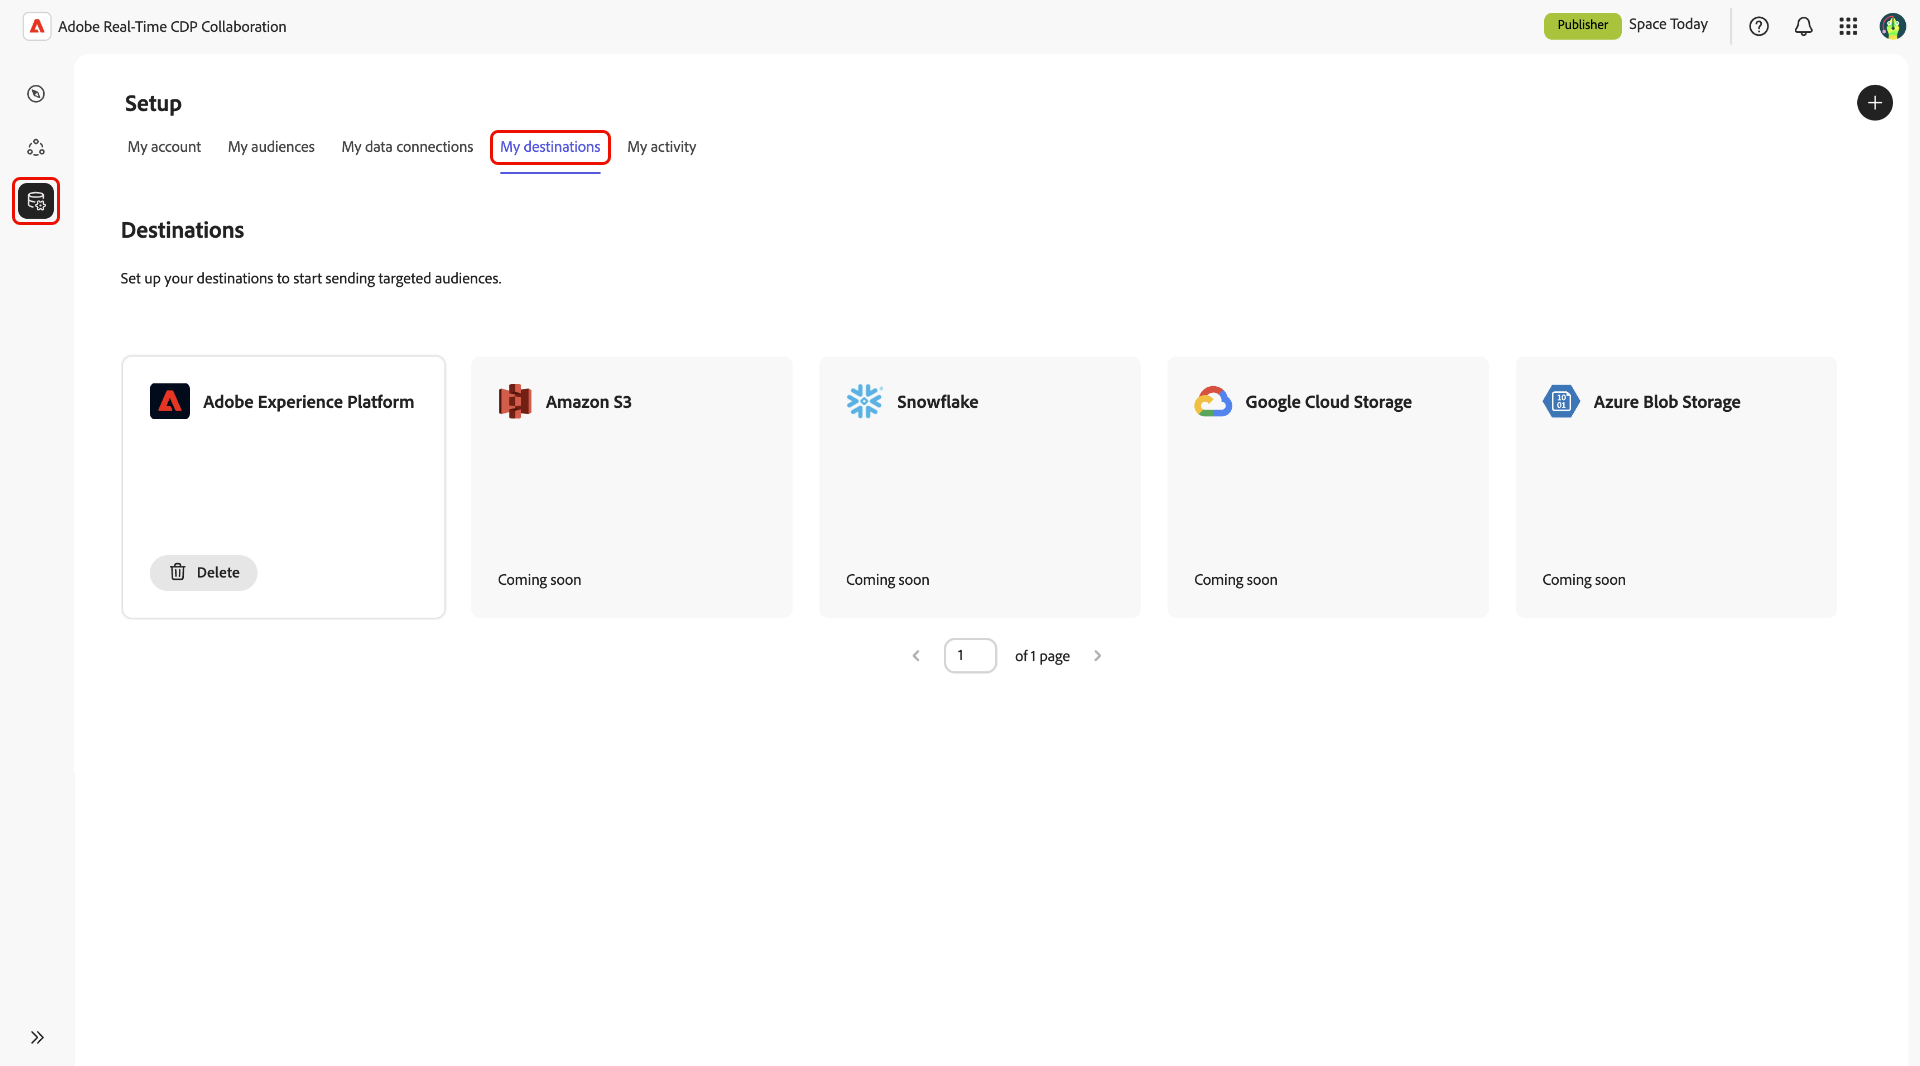 Adobe Real-Time CDP Collaboration
Publisher
Space Today
Setup
My account
My audiences
My data connections
My destinations
My activity
Destinations
Set up your destinations to start sending targeted audiences.
Adobe Experience Platform
Delete
Amazon S3
Coming soon
Snowflake
Coming soon
Google Cloud Storage
Coming soon
10
01
Azure Blob Storage
Coming soon
1
of 1 page